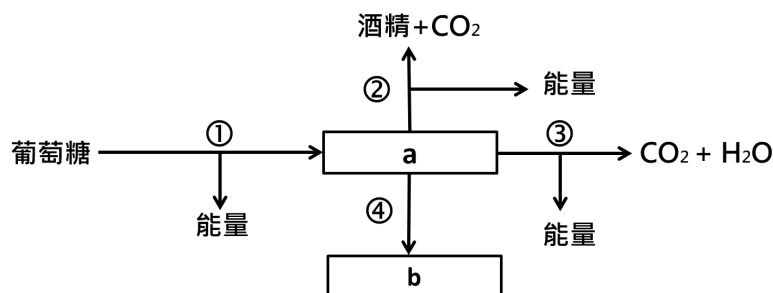 酒精+CO₂
②
能量
①
③
葡萄糖
a
CO₂ + H₂O
能量
④
能量
b